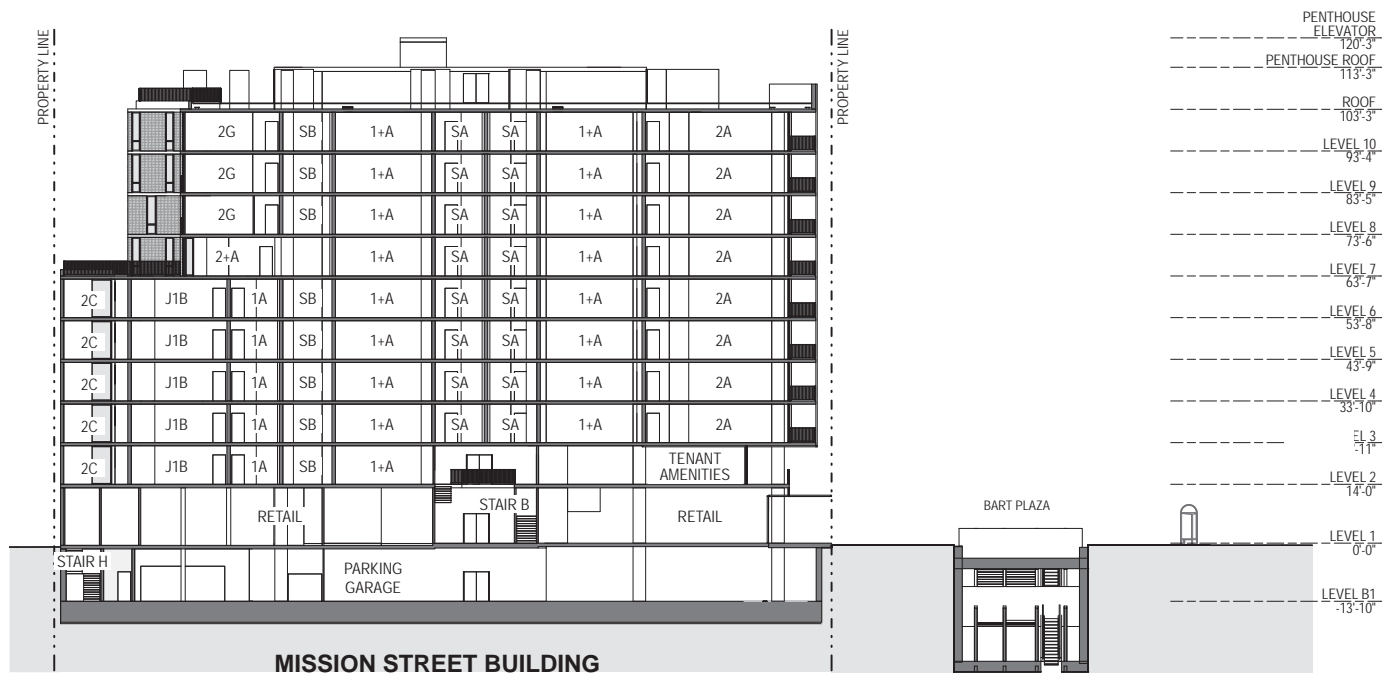 PROPERTY LINE
PROPERTY LINE
PENTHOUSE
ELEVATOR
120'-3"
PENTHOUSE ROOF
113'-3"
ROOF
103'-3"
LEVEL 10
93'-4"
LEVEL 9
83'-5"
LEVEL 8
73'-6"
LEVEL 7
63'-7"
LEVEL 6
53'-8"
LEVEL 5
43'-9"
LEVEL 4
33'-10"
EL 3
-11"
LEVEL 2
14'-0"
LEVEL 1
0'-0"
LEVEL B1
-13'-10"
2G SB 1+A SA SA 1+A 2A
2G SB 1+A SA SA 1+A 2A
2G SB 1+A SA SA 1+A 2A
2+A 1+A SA SA 1+A 2A
2C J1B 1A SB 1+A SA SA 1+A 2A
2C J1B 1A SB 1+A SA SA 1+A 2A
2C J1B 1A SB 1+A SA SA 1+A 2A
2C J1B 1A SB 1+A SA SA 1+A 2A
2C J1B 1A SB 1+A
TENANT
AMENITIES
RETAIL
STAIR B
RETAIL
BART PLAZA
STAIR H
PARKING
GARAGE
MISSION STREET BUILDING